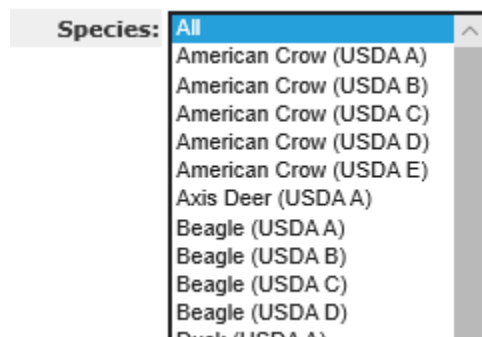 Species:
All
American Crow (USDA A)
American Crow (USDA B)
American Crow (USDA C)
American Crow (USDA D)
American Crow (USDA E)
Axis Deer (USDA A)
Beagle (USDA A)
Beagle (USDA B)
Beagle (USDA C)
Beagle (USDA D)